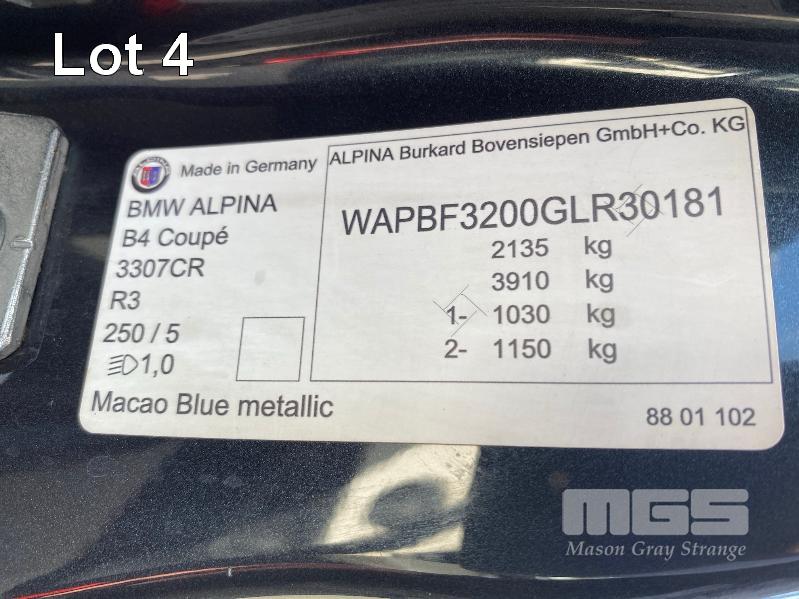 Lot 4
Made in Germany
ALPINA Burkard Bovensiepen GmbH+Co. KG
BMW ALPINA
B4 Coupé
3307CR
R3
250 / 5
1,0
WAPBF3200GLR30181
2135 kg
3910 kg
1- 1030 kg
2- 1150 kg
Macao Blue metallic
88 01 102
MGS
Mason Gray Strange